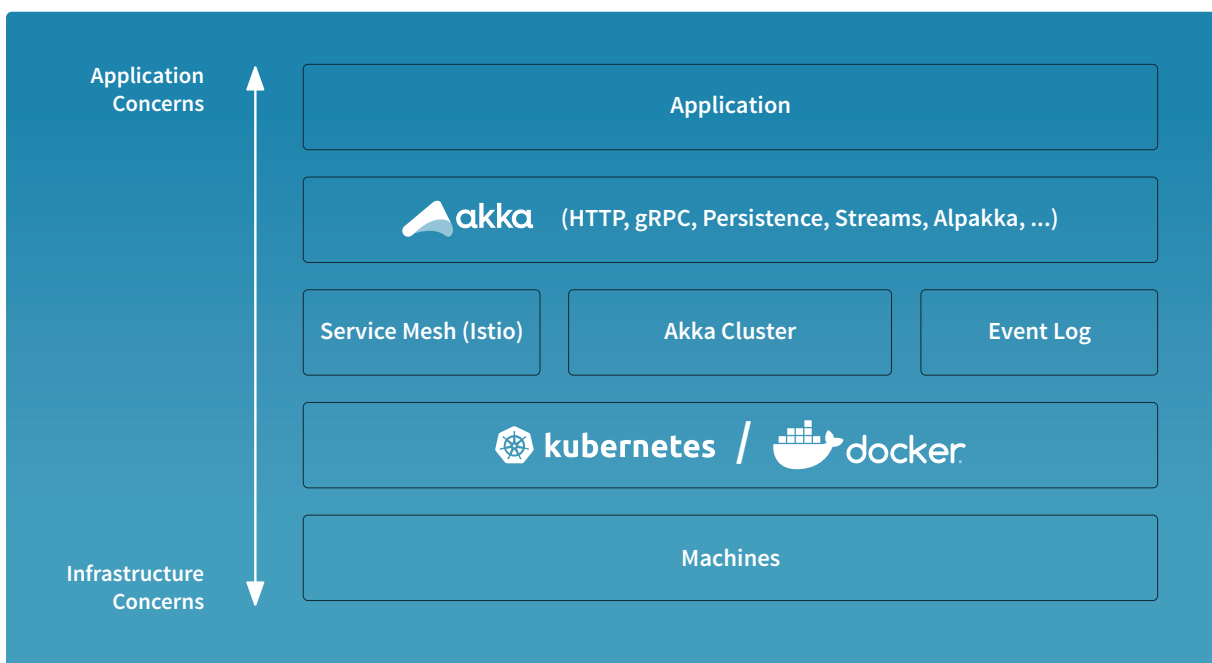 Application
Concerns
Application
akka (HTTP, gRPC, Persistence, Streams, Alpakka, ...)
Service Mesh (Istio)
Akka Cluster
Event Log
kubernetes / docker
Machines
Infrastructure
Concerns